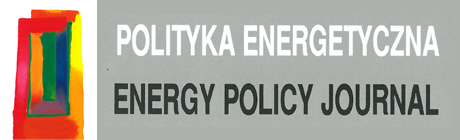 POLITYKA ENERGETYCZNA
ENERGY POLICY JOURNAL